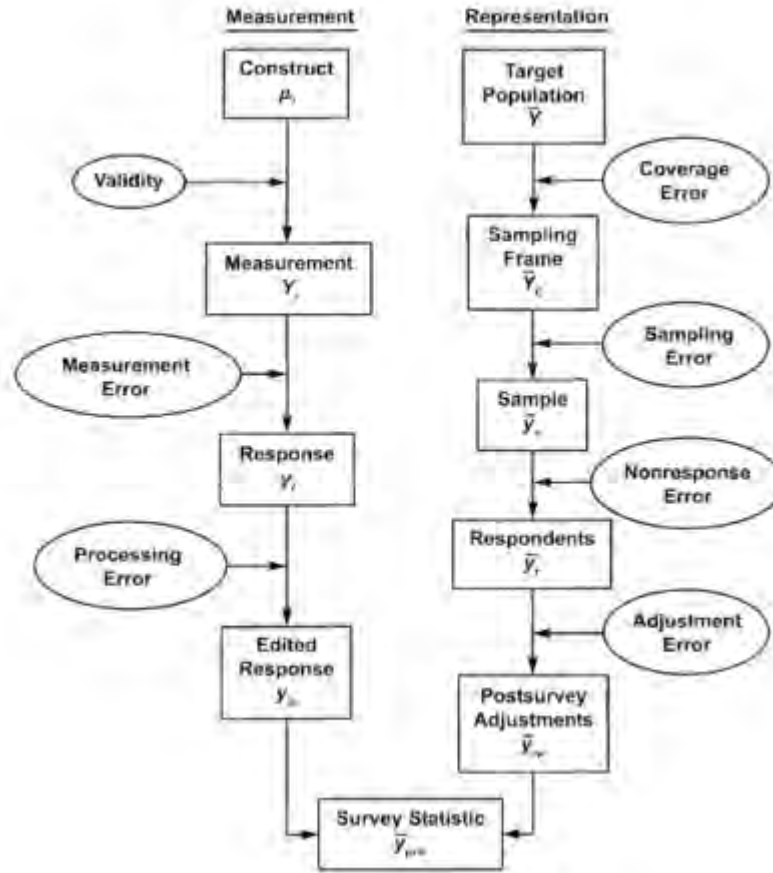 Measurement
Construct
μᵢ
Validity
Measurement
Yᵢ
Measurement
Error
Response
yᵢ
Processing
Error
Edited
Response
Representation
Target
Population
Ȳ
Coverage
Error
Sampling
Frame
Sampling
Error
Sample
Nonresponse
Error
Respondents
ȳᵣ
Adjustment
Error
Postsurvey
Adjustments
Survey Statistic